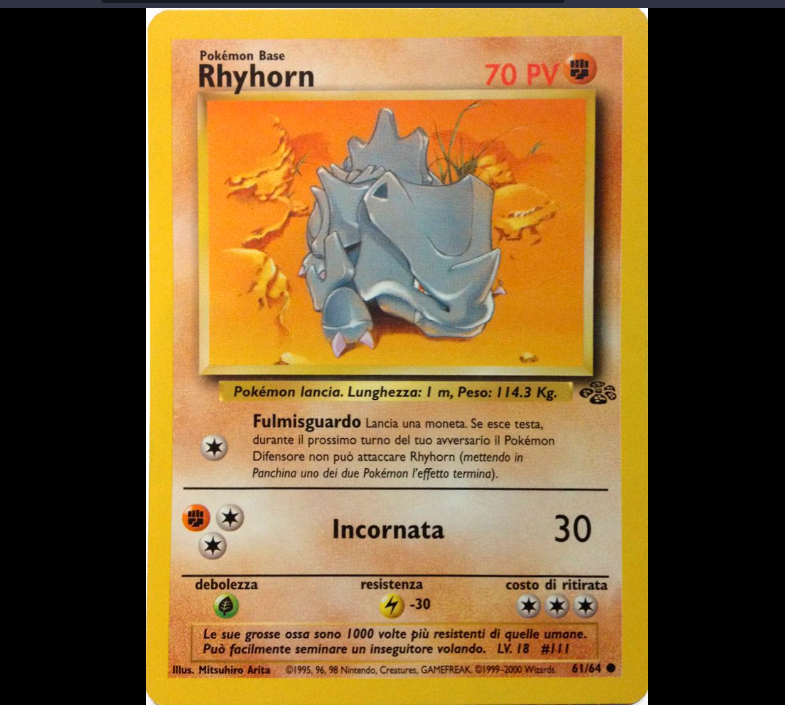 Pokémon Base
Rhyhorn
70 PV
Pokémon lancia. Lunghezza: 1 m, Peso: 114.3 Kg.
Fulmisguardo Lancia una moneta. Se esce testa,
durante il prossimo turno del tuo avversario il Pokémon
Difensore non può attaccare Rhyhorn (mettendo in
Panchina uno dei due Pokémon l'effetto termina).
Incornata 30
debolezza resistenza costo di ritirata
-30
Le sue grosse ossa sono 1000 volte più resistenti di quelle umane.
Può facilmente seminare un inseguitore volando. LV. 18 #111
Illus. Mitsuhiro Arita ©1995, 96, 98 Nintendo, Creatures, GAMEFREAK. ©1999-2000 Wizards. 61/64